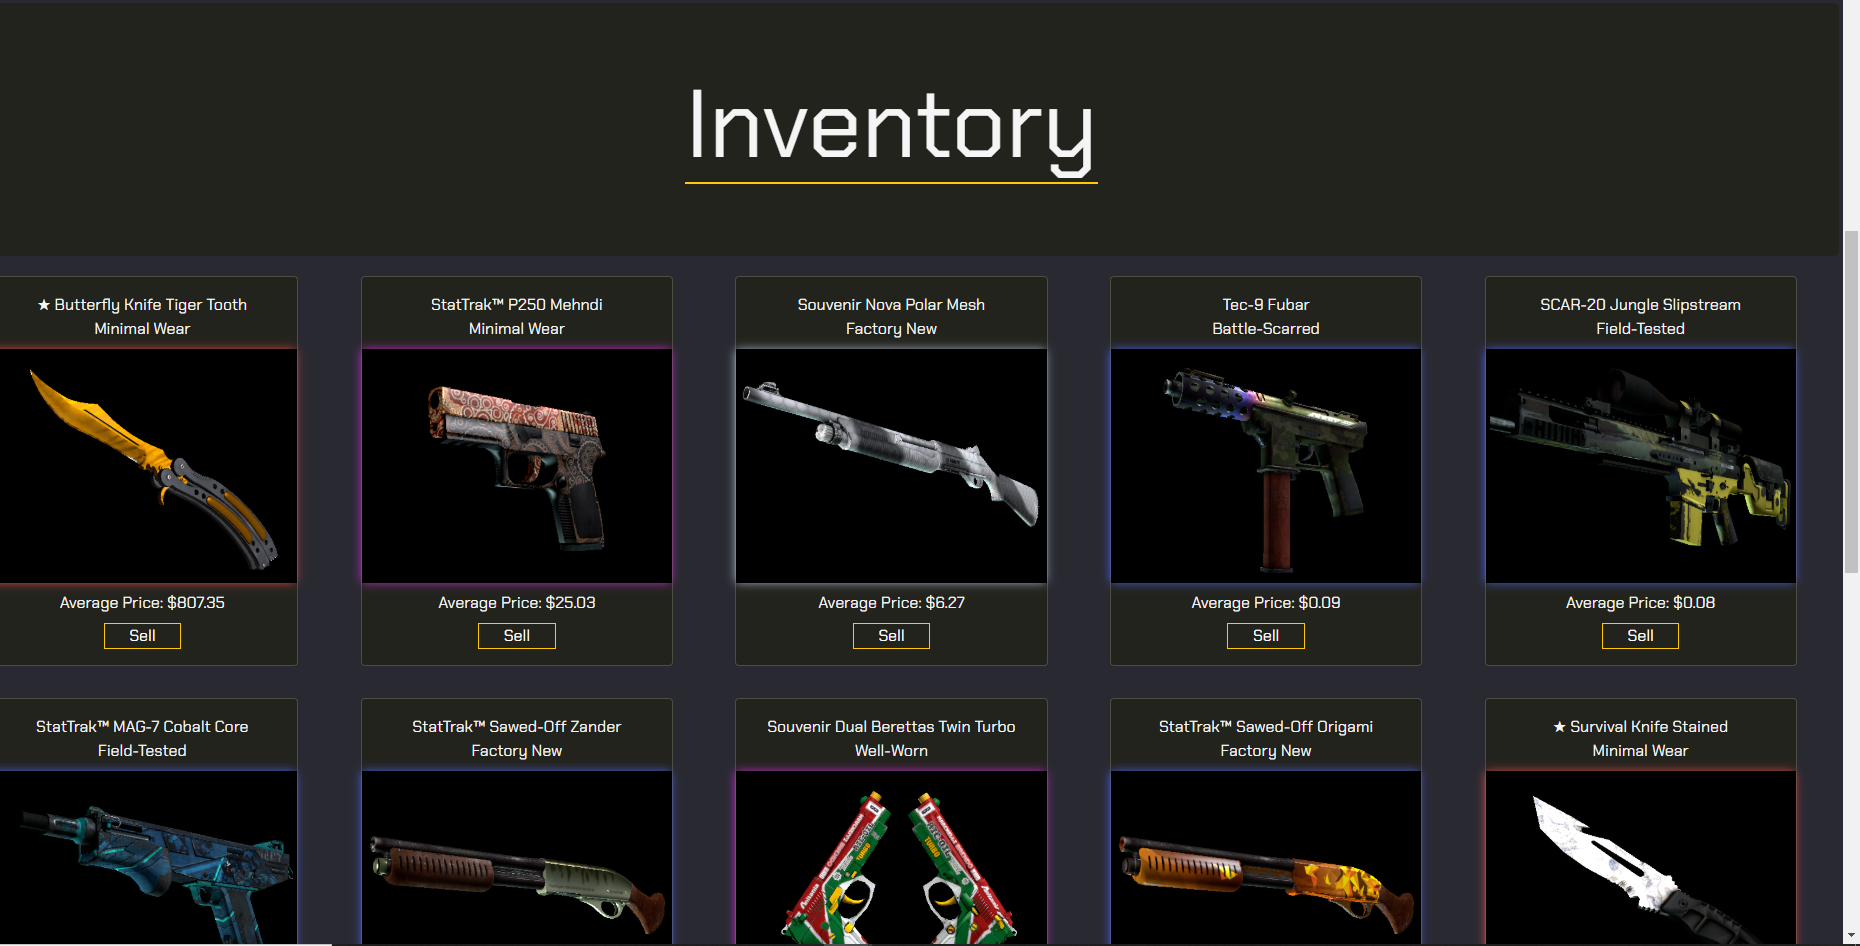 Inventory
★ Butterfly Knife Tiger Tooth
Minimal Wear
Average Price: $807.35
Sell
StatTrak™ P250 Mehndi
Minimal Wear
Average Price: $25.03
Sell
Souvenir Nova Polar Mesh
Factory New
Average Price: $6.27
Sell
Tec-9 Fubar
Battle-Scarred
Average Price: $0.09
Sell
SCAR-20 Jungle Slipstream
Field-Tested
Average Price: $0.08
Sell
StatTrak™ MAG-7 Cobalt Core
Field-Tested
StatTrak™ Sawed-Off Zander
Factory New
Souvenir Dual Berettas Twin Turbo
Well-Worn
StatTrak™ Sawed-Off Origami
Factory New
★ Survival Knife Stained
Minimal Wear